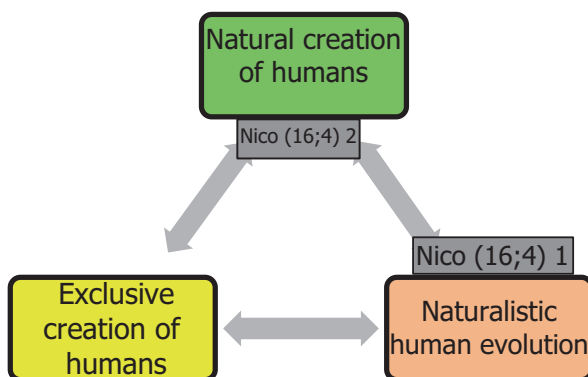 Natural creation
of humans
Nico (16;4) 2
Nico (16;4) 1
Exclusive
creation of
humans
Naturalistic
human evolution